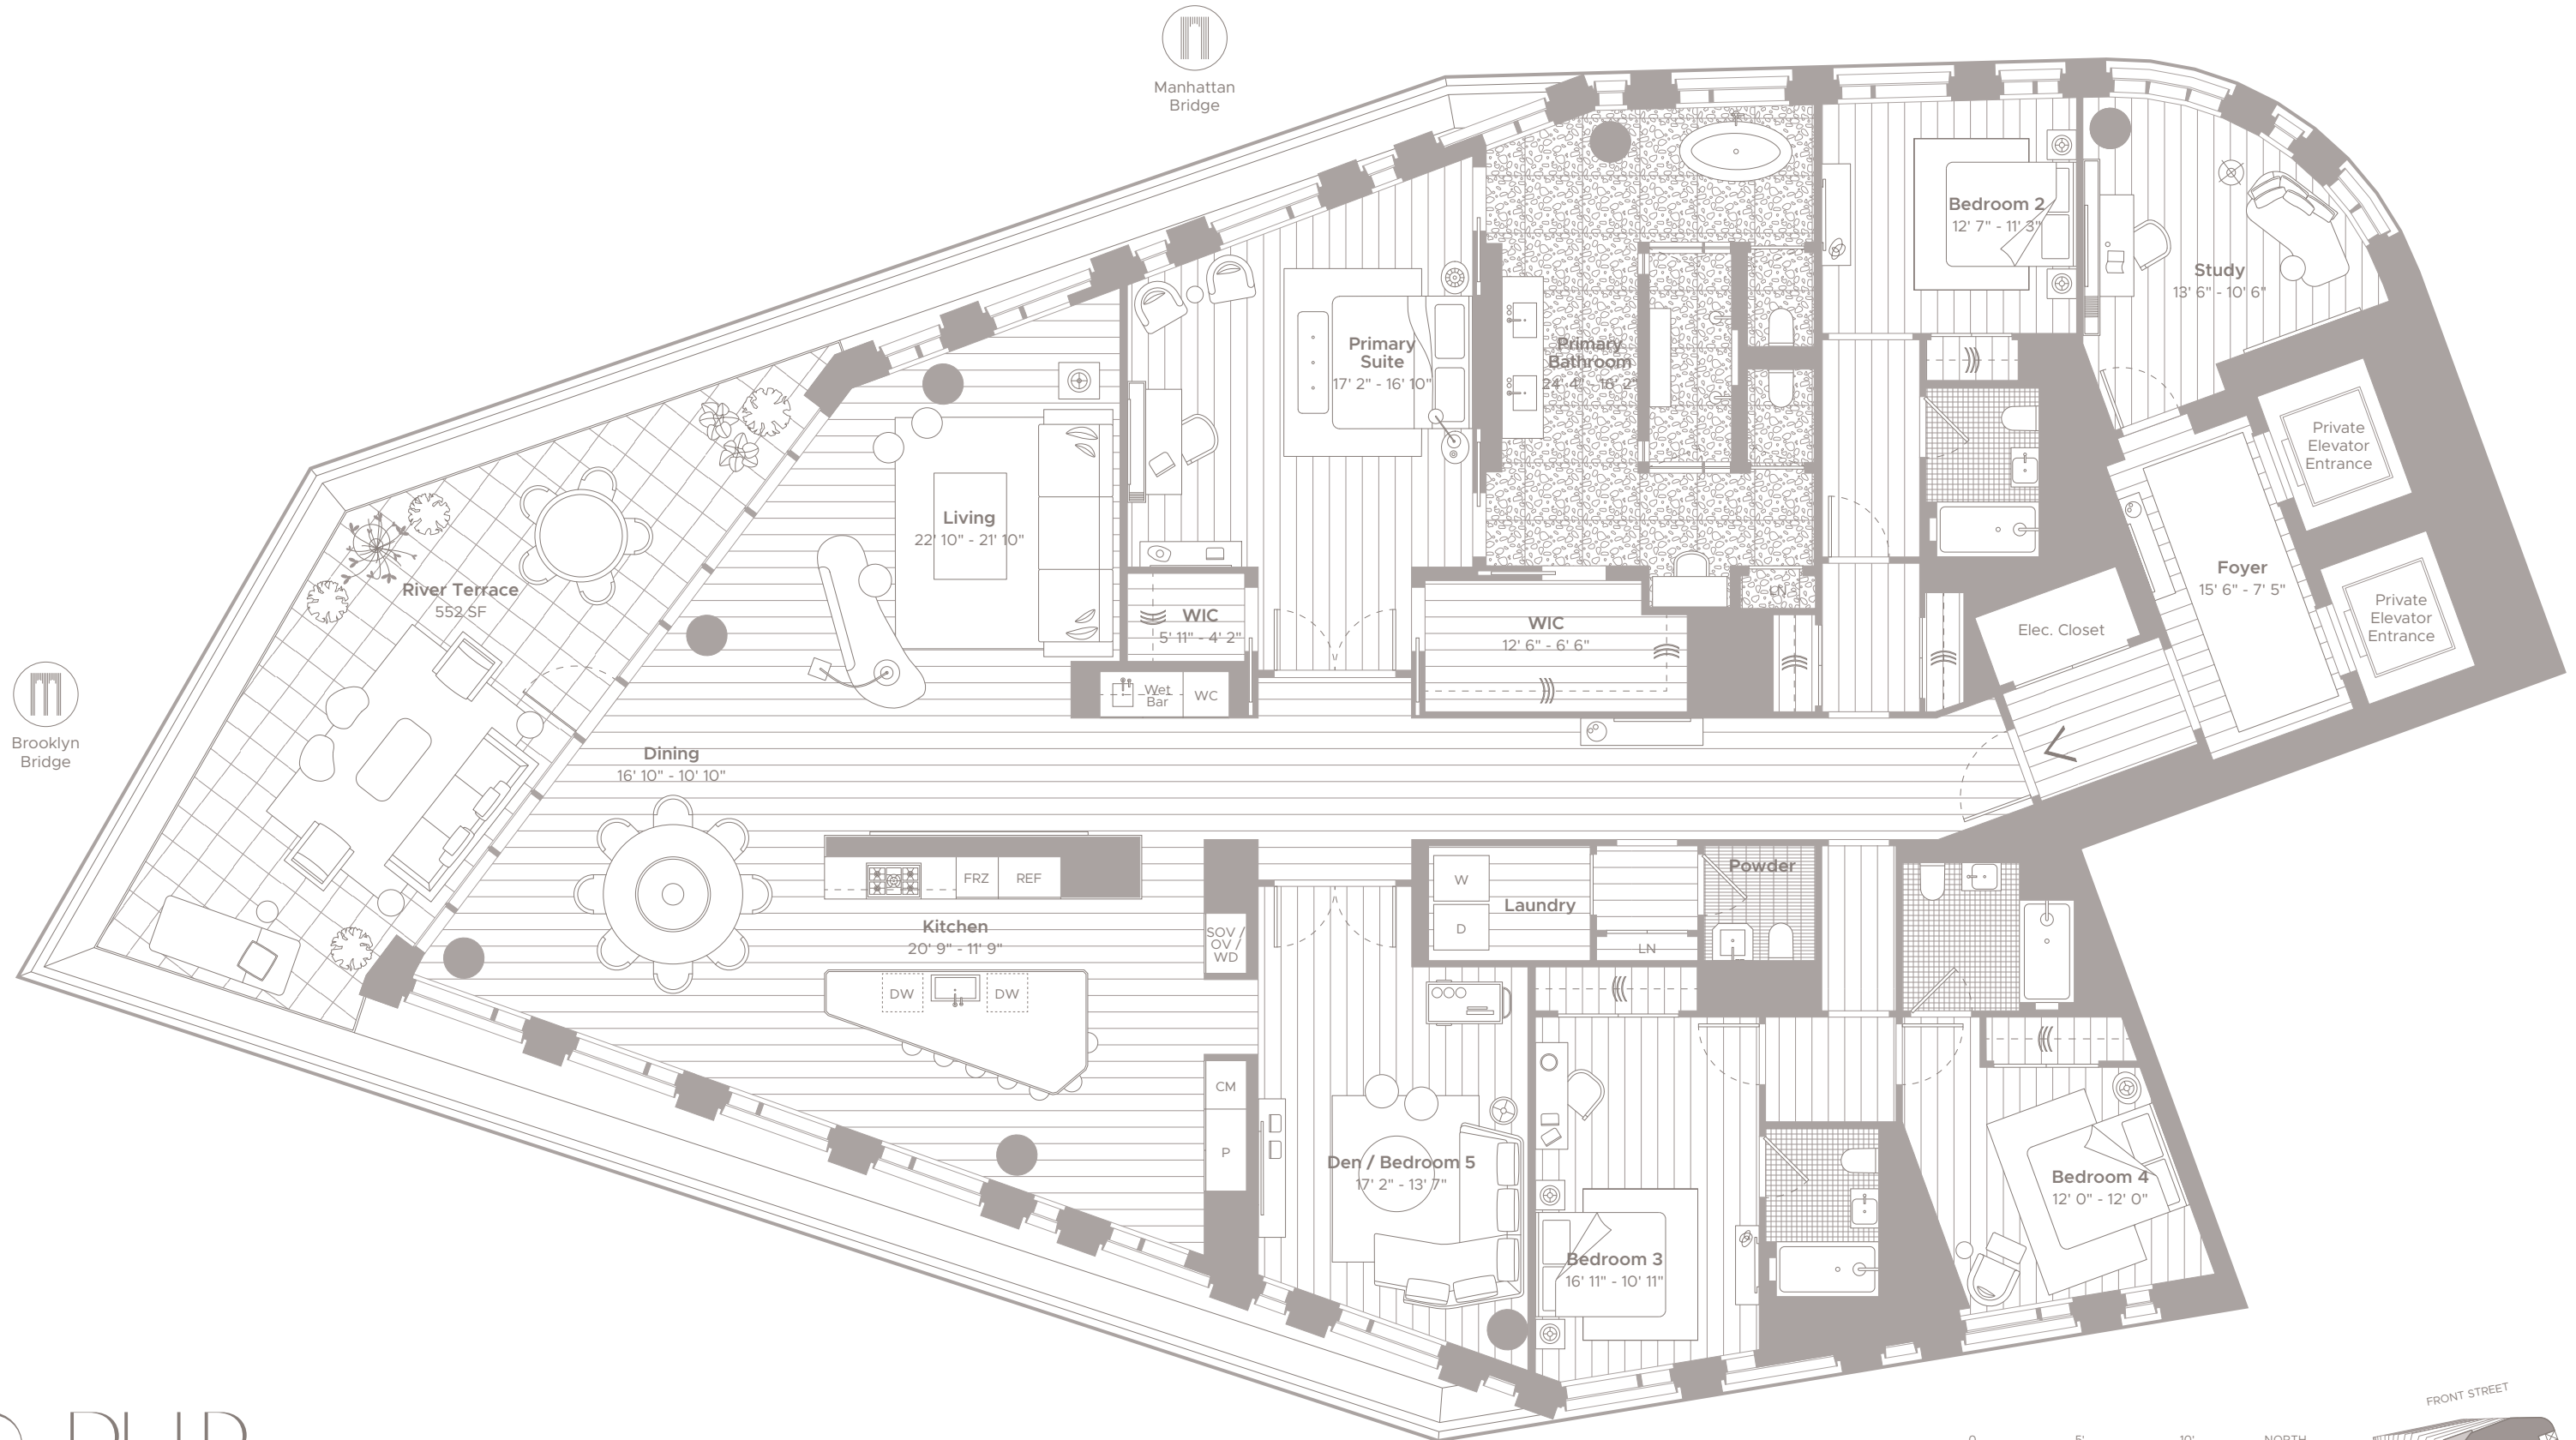 Manhattan
Bridge
Brooklyn
Bridge
River Terrace
552 SF
Living
22' 10" - 21' 10"
Dining
16' 10" - 10' 10"
Kitchen
20' 9" - 11' 9"
FRZ
REF
DW
DW
SOV /
OV /
WD
CM
P
Wet
Bar
WC
WIC
5' 11" - 4' 2"
Primary
Suite
17' 2" - 16' 10"
Primary
Bathroom
24' 4" - 16' 2"
WIC
12' 6" - 6' 6"
LN
Bedroom 2
12' 7" - 11' 3"
Study
13' 6" - 10' 6"
Private
Elevator
Entrance
Private
Elevator
Entrance
Foyer
15' 6" - 7' 5"
Elec. Closet
W
D
Laundry
LN
Powder
Den / Bedroom 5
17' 2" - 13' 7"
Bedroom 3
16' 11" - 10' 11"
Bedroom 4
12' 0" - 12' 0"
FRONT STREET
0
5'
10'
NORTH